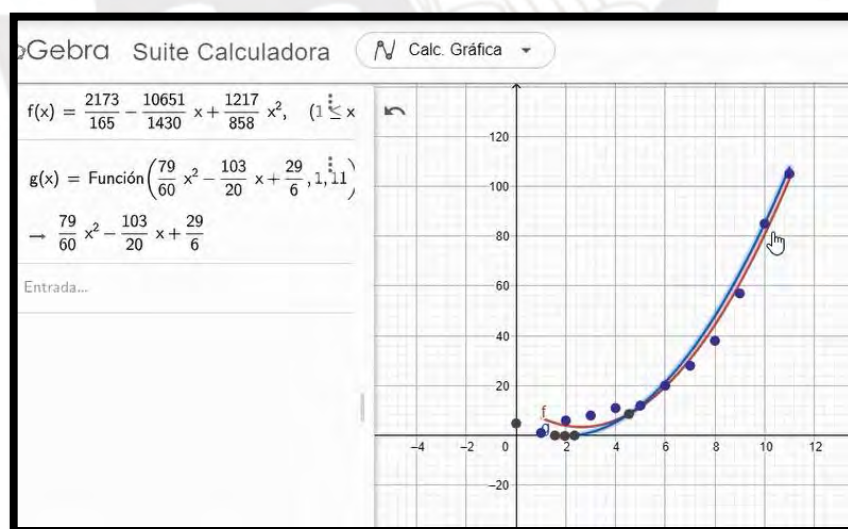 Gebra Suite Calculadora Calc. Gráfica
f(x) = 2173/165 − 10651/1430 x + 1217/858 x², (1 ≤ x
g(x) = Función(79/60 x² − 103/20 x + 29/6, 1, 11)
→ 79/60 x² − 103/20 x + 29/6
Entrada...
120
100
80
60
40
20
f
g
−4 −2 0 2 4 6 8 10 12
−20